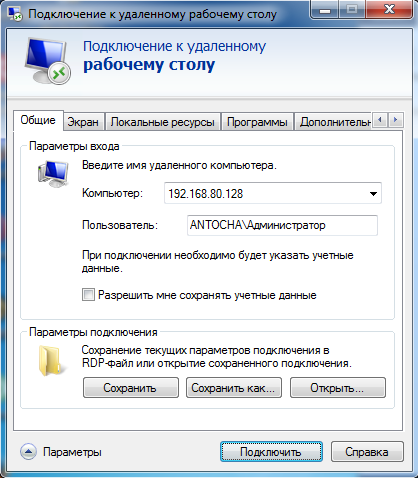 Подключение к удаленному рабочему столу
Подключение к удаленному
рабочему столу
Общие Экран Локальные ресурсы Программы Дополнительн
Параметры входа
Введите имя удаленного компьютера.
Компьютер: 192.168.80.128
Пользователь: ANTOCHA\Администратор
При подключении необходимо будет указать учетные
данные.
Разрешить мне сохранять учетные данные
Параметры подключения
Сохранение текущих параметров подключения в
RDP-файл или открытие сохраненного подключения.
Сохранить Сохранить как... Открыть...
Параметры Подключить Справка